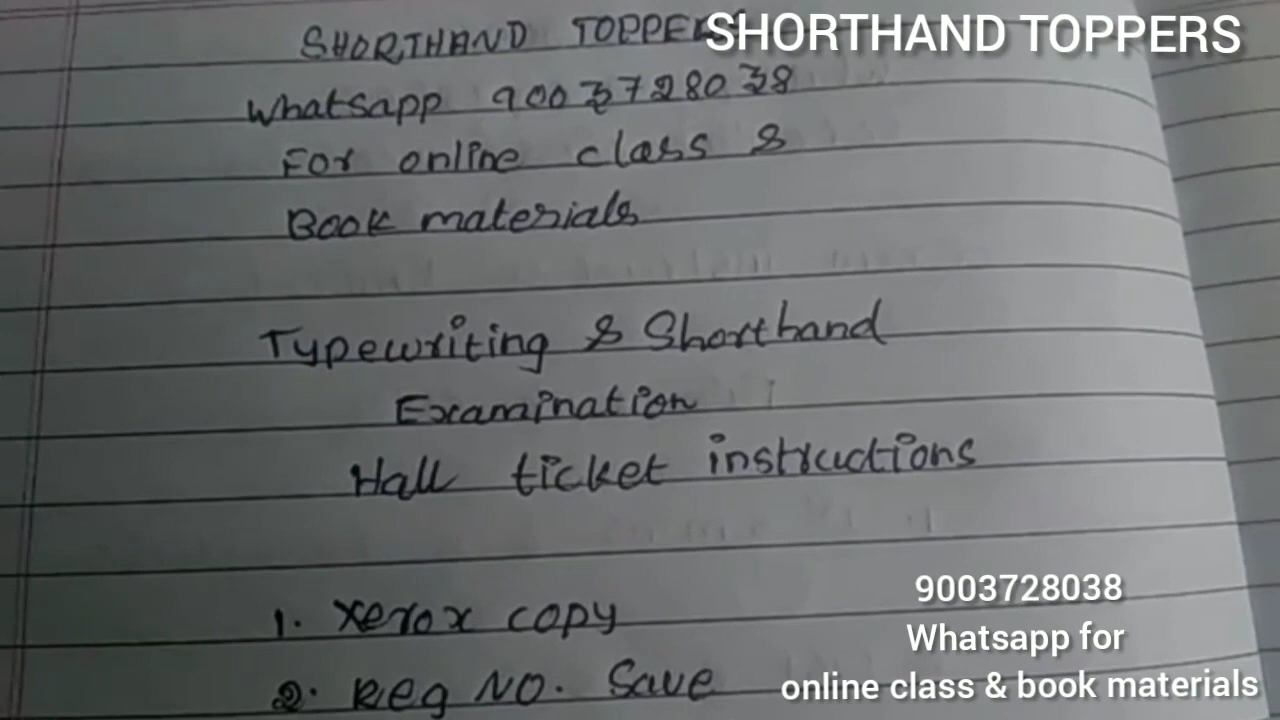 SHORTHAND TOPPERS
SHORTHAND TOPPERS
Whatsapp 9003728038
For online class &
Book materials
Typewriting & Shorthand
Examination
Hall ticket instructions
1. Xerox copy
2. Reg NO. Save
9003728038
Whatsapp for
online class & book materials